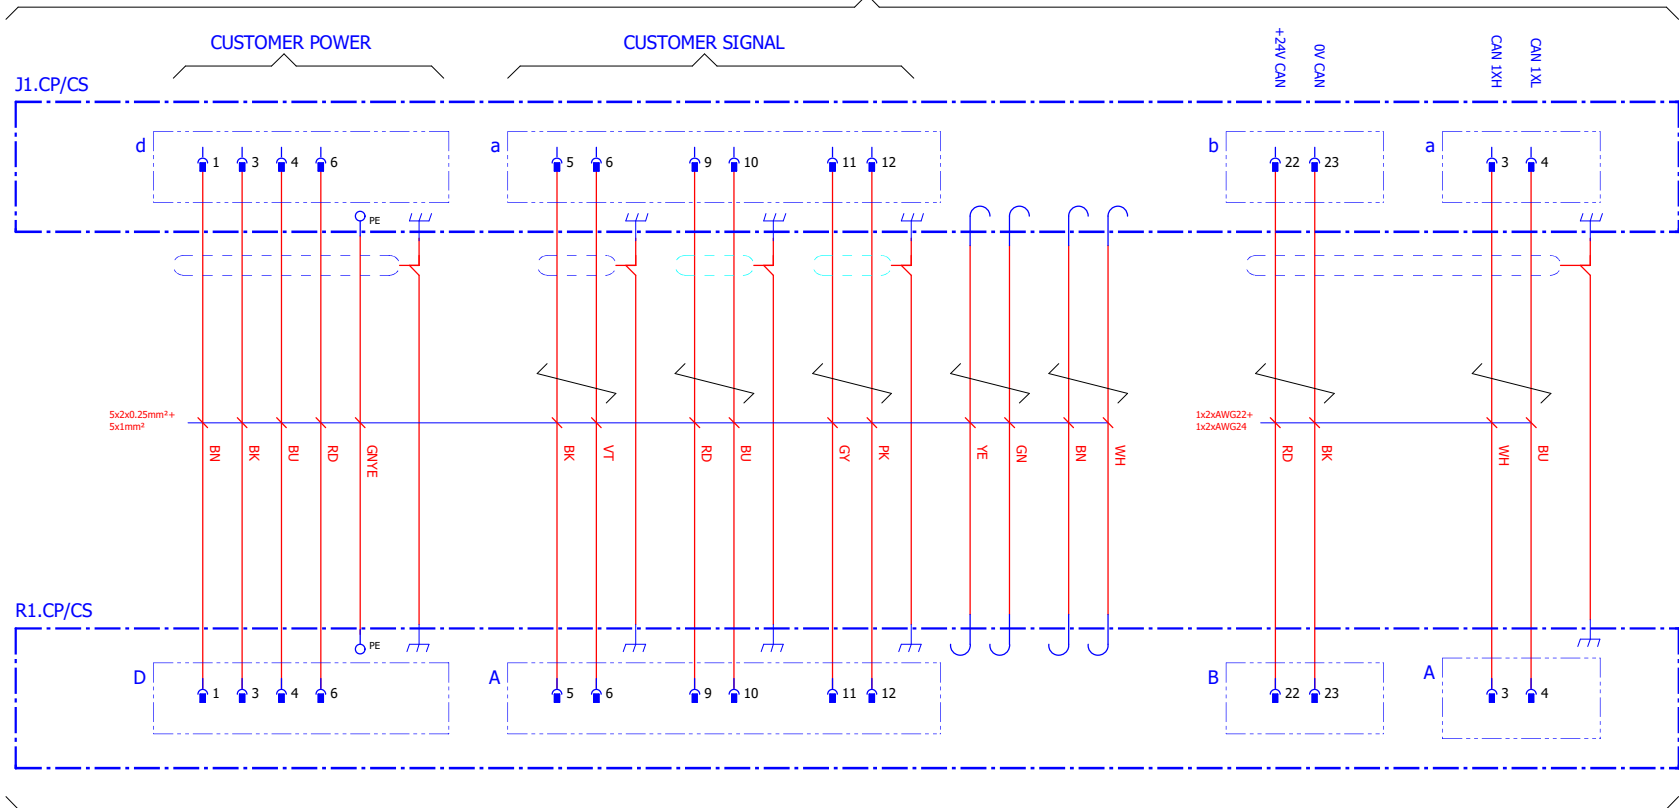 CUSTOMER POWER
CUSTOMER SIGNAL
+24V CAN
0V CAN
CAN 1XH
CAN 1XL
J1.CP/CS
d
1
3
4
6
a
5
6
9
10
11
12
b
22
23
a
3
4
PE
5x2x0.25mm²+
5x1mm²
1x2xAWG22+
1x2xAWG24
BN
BK
BU
RD
GNYE
BK
VT
RD
BU
GY
PK
YE
GN
BN
WH
RD
BK
WH
BU
R1.CP/CS
PE
D
1
3
4
6
A
5
6
9
10
11
12
B
22
23
A
3
4